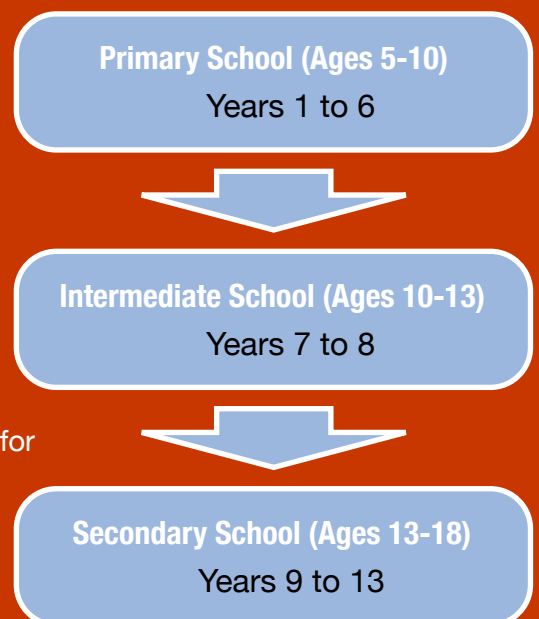 Primary School (Ages 5-10)
Years 1 to 6
Intermediate School (Ages 10-13)
Years 7 to 8
for
Secondary School (Ages 13-18)
Years 9 to 13